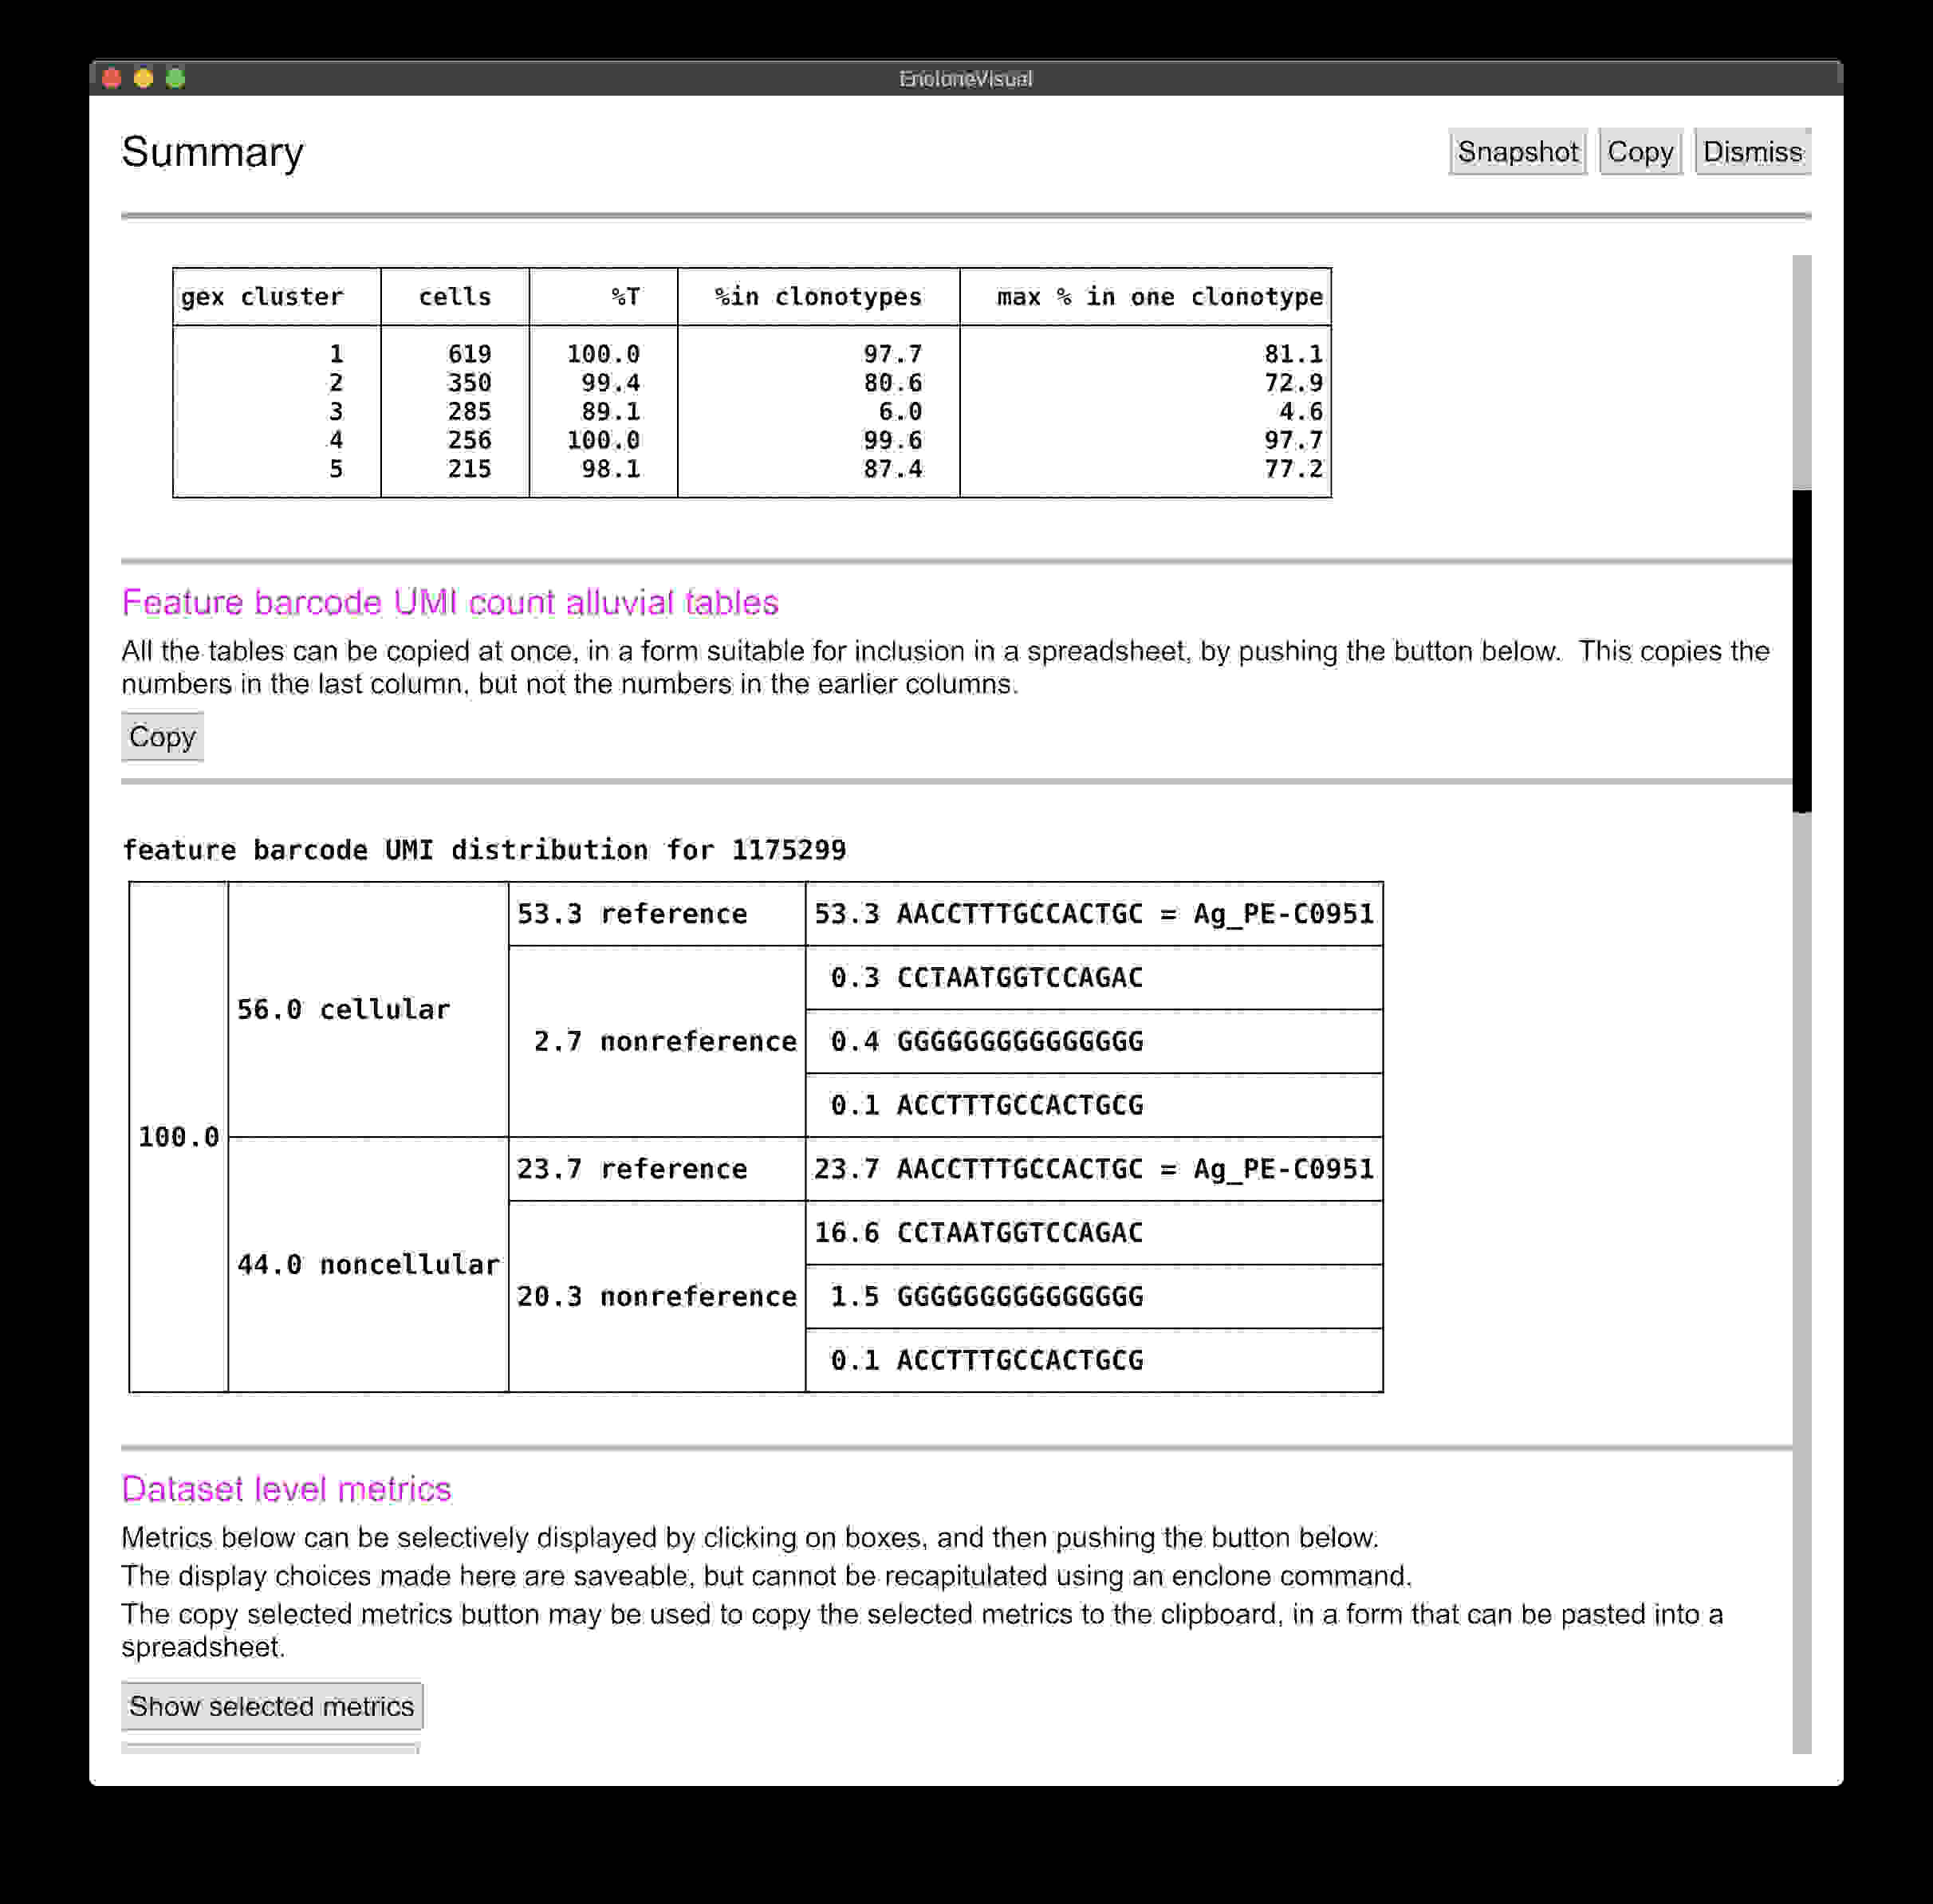 EncloneVisual
Summary
Snapshot Copy Dismiss
gex cluster cells %T %in clonotypes max % in one clonotype
1 619 100.0 97.7 81.1
2 350 99.4 80.6 72.9
3 285 89.1 6.0 4.6
4 256 100.0 99.6 97.7
5 215 98.1 87.4 77.2
Feature barcode UMI count alluvial tables
All the tables can be copied at once, in a form suitable for inclusion in a spreadsheet, by pushing the button below. This copies the
numbers in the last column, but not the numbers in the earlier columns.
Copy
feature barcode UMI distribution for 1175299
53.3 reference 53.3 AACCTTTGCCACTGC = Ag_PE-C0951
0.3 CCTAATGGTCCAGAC
56.0 cellular
2.7 nonreference 0.4 GGGGGGGGGGGGGGG
0.1 ACCTTTGCCACTGCG
100.0
23.7 reference 23.7 AACCTTTGCCACTGC = Ag_PE-C0951
16.6 CCTAATGGTCCAGAC
44.0 noncellular
20.3 nonreference 1.5 GGGGGGGGGGGGGGG
0.1 ACCTTTGCCACTGCG
Dataset level metrics
Metrics below can be selectively displayed by clicking on boxes, and then pushing the button below.
The display choices made here are saveable, but cannot be recapitulated using an enclone command.
The copy selected metrics button may be used to copy the selected metrics to the clipboard, in a form that can be pasted into a
spreadsheet.
Show selected metrics